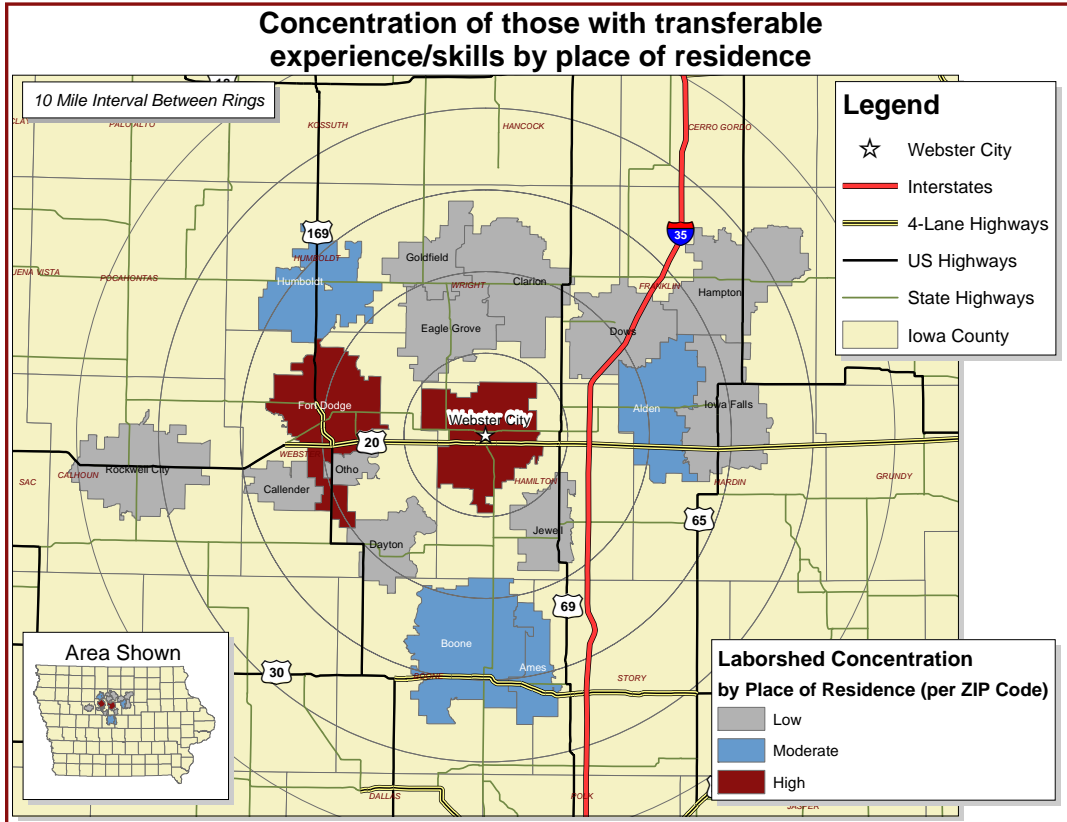 Concentration of those with transferable
experience/skills by place of residence
10 Mile Interval Between Rings
Legend
Webster City
Interstates
4-Lane Highways
US Highways
State Highways
Iowa County
PALO ALTO
KOSSUTH
HANCOCK
CERRO GORDO
169
35
HUMBOLDT
Goldfield
POCAHONTAS
Humboldt
WRIGHT
Clarion
FRANKLIN
Hampton
Eagle Grove
Dows
Fort Dodge
Webster City
Alden
Iowa Falls
20
WEBSTER
Rockwell City
CALHOUN
SAC
Otho
Callender
HAMILTON
HARDIN
GRUNDY
Jewell
65
Dayton
69
Boone
Ames
30
BOONE
STORY
DALLAS
POLK
JASPER
Area Shown
Laborshed Concentration
by Place of Residence (per ZIP Code)
Low
Moderate
High